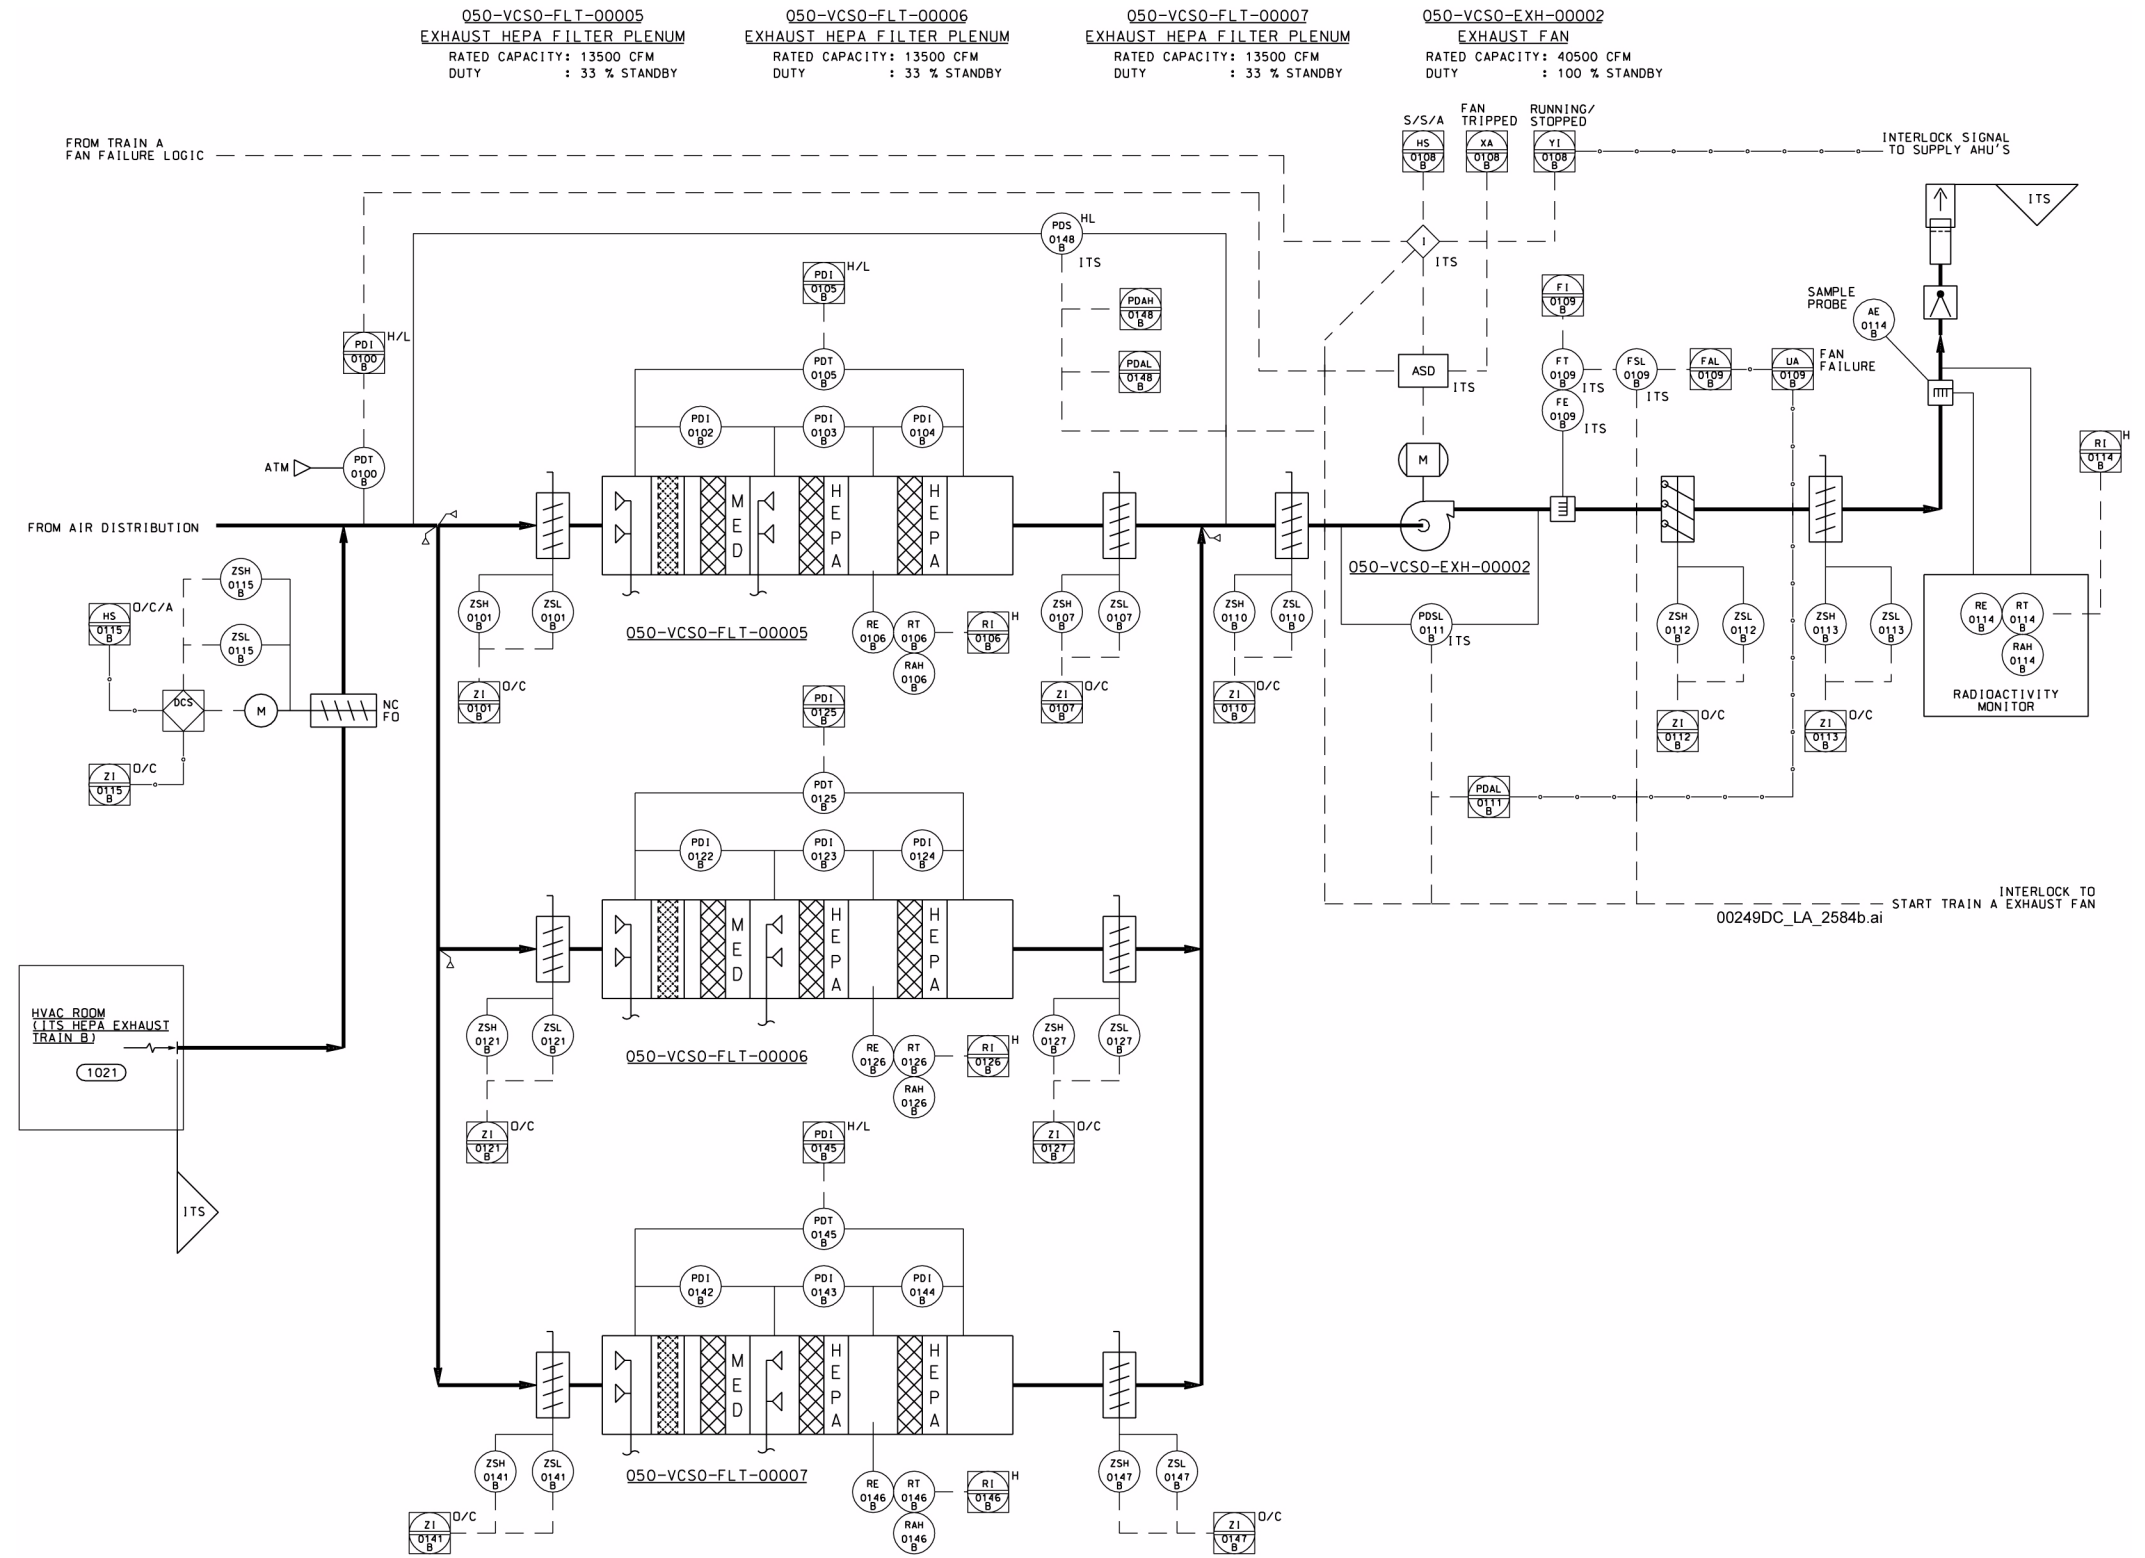 050-VCSO-FLT-00005
EXHAUST HEPA FILTER PLENUM
RATED CAPACITY: 13500 CFM
DUTY : 33 % STANDBY
050-VCSO-FLT-00006
EXHAUST HEPA FILTER PLENUM
RATED CAPACITY: 13500 CFM
DUTY : 33 % STANDBY
050-VCSO-FLT-00007
EXHAUST HEPA FILTER PLENUM
RATED CAPACITY: 13500 CFM
DUTY : 33 % STANDBY
050-VCSO-EXH-00002
EXHAUST FAN
RATED CAPACITY: 40500 CFM
DUTY : 100 % STANDBY
FROM TRAIN A
FAN FAILURE LOGIC
S/S/A
HS
0108
B
FAN
TRIPPED
XA
0108
B
RUNNING/
STOPPED
YI
0108
B
INTERLOCK SIGNAL
TO SUPPLY AHU'S
ITS
PDS
0148
B
HL
ITS
I
ITS
PDI
0105
B
H/L
PDAH
0148
B
FI
0109
B
SAMPLE
PROBE
AE
0114
B
PDI
0100
B
H/L
PDT
0105
B
PDAL
0148
B
ASD
ITS
FT
0109
B
ITS
FSL
0109
B
ITS
FAL
0109
B
UA
0109
B
FAN
FAILURE
FE
0109
B
ITS
PDI
0102
B
PDI
0103
B
PDI
0104
B
ATM
PDT
0100
B
M
RI
0114
B
H
FROM AIR DISTRIBUTION
MED
HEPA
HEPA
050-VCSO-EXH-00002
ZSH
0115
B
HS
0115
B
O/C/A
ZSL
0115
B
ZSH
0101
B
ZSL
0101
B
050-VCSO-FLT-00005
RE
0106
B
RT
0106
B
RI
0106
B
H
RAH
0106
B
ZSH
0107
B
ZSL
0107
B
ZSH
0110
B
ZSL
0110
B
PDSL
0111
B
ITS
ZSH
0112
B
ZSL
0112
B
ZSH
0113
B
ZSL
0113
B
RE
0114
B
RT
0114
B
RAH
0114
B
RADIOACTIVITY
MONITOR
DCS
M
NC
FO
ZI
0101
B
O/C
PDI
0125
B
ZI
0107
B
O/C
ZI
0110
B
O/C
ZI
0112
B
O/C
ZI
0113
B
O/C
ZI
0115
B
O/C
PDT
0125
B
PDAL
0111
B
PDI
0122
B
PDI
0123
B
PDI
0124
B
INTERLOCK TO
START TRAIN A EXHAUST FAN
00249DC_LA_2584b.ai
MED
HEPA
HEPA
HVAC ROOM
(ITS HEPA EXHAUST
TRAIN B)
1021
ZSH
0121
B
ZSL
0121
B
050-VCSO-FLT-00006
RE
0126
B
RT
0126
B
RI
0126
B
H
RAH
0126
B
ZSH
0127
B
ZSL
0127
B
ZI
0121
B
O/C
PDI
0145
B
H/L
ZI
0127
B
O/C
ITS
PDT
0145
B
PDI
0142
B
PDI
0143
B
PDI
0144
B
MED
HEPA
HEPA
ZSH
0141
B
ZSL
0141
B
050-VCSO-FLT-00007
RE
0146
B
RT
0146
B
RI
0146
B
H
RAH
0146
B
ZSH
0147
B
ZSL
0147
B
ZI
0141
B
O/C
ZI
0147
B
O/C